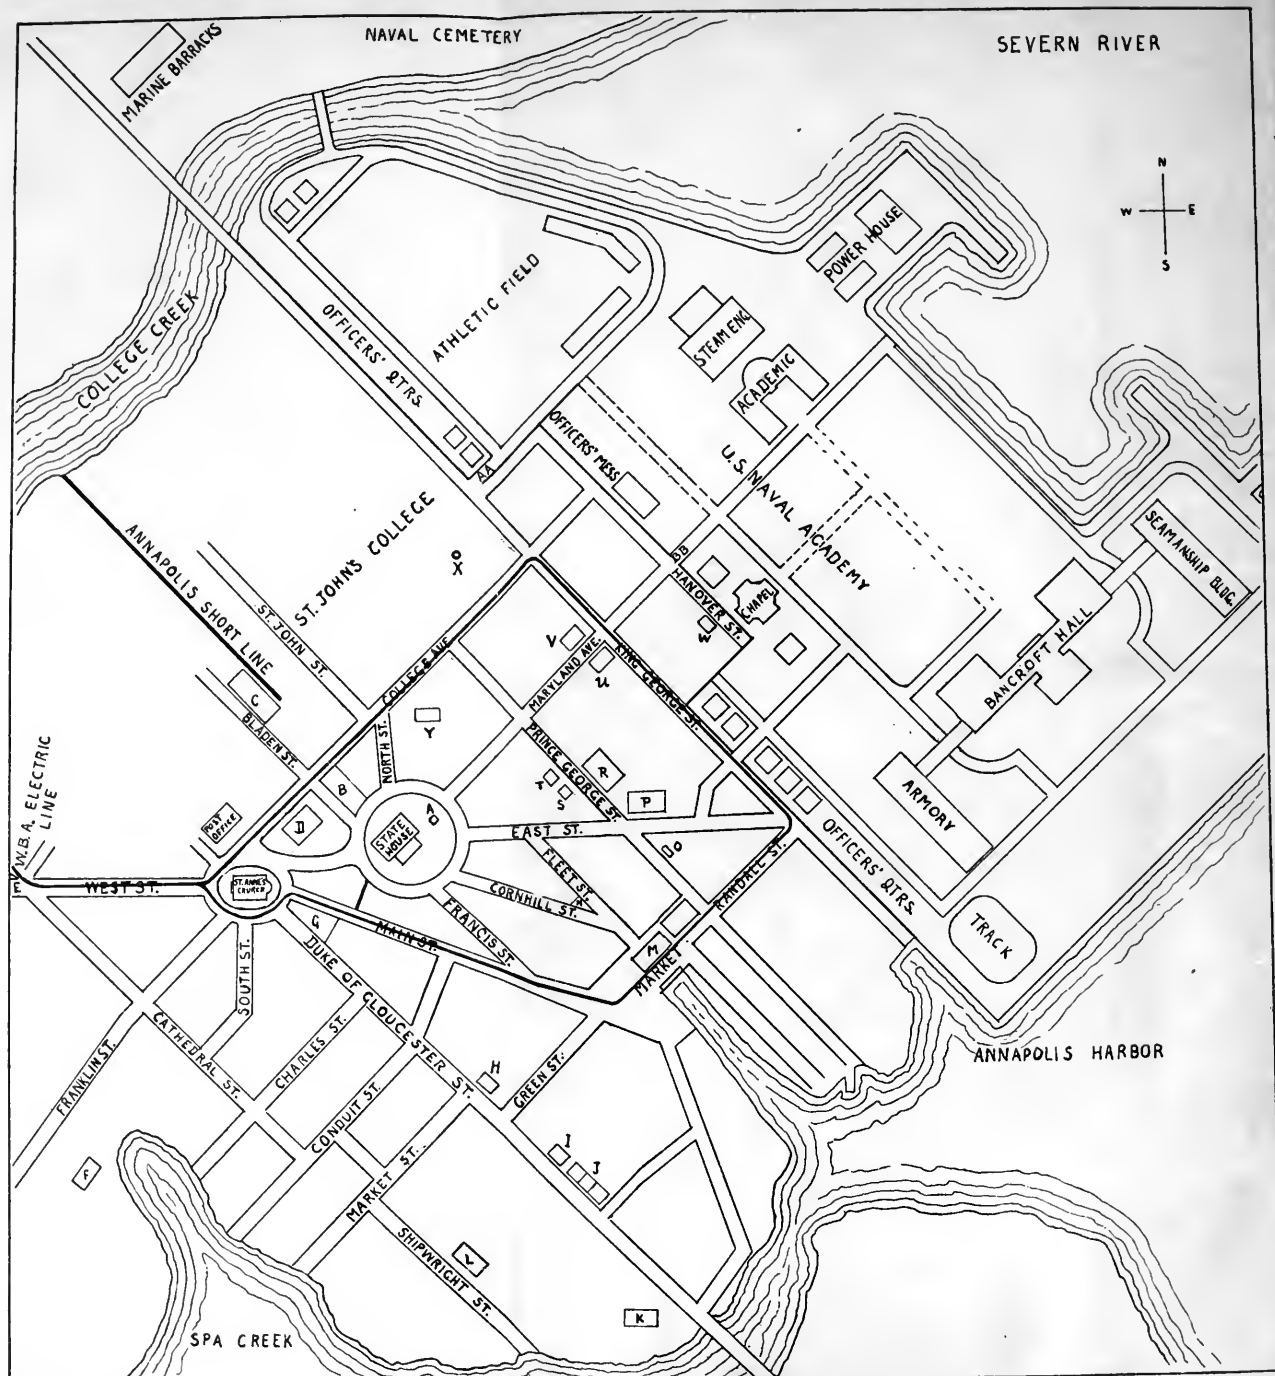 NAVAL CEMETERY
SEVERN RIVER
MARINE BARRACKS
N
W E
S
POWER HOUSE
COLLEGE CREEK
OFFICERS' QTRS.
ATHLETIC FIELD
STEAM ENG.
ACADEMIC
OFFICERS' MESS
U.S. NAVAL ACADEMY
AA
BB
SEAMANSHIP BLDG.
ANNAPOLIS SHORT LINE
ST. JOHN'S COLLEGE
X
ST. JOHN ST.
HANOVER ST.
CHAPEL
BANCROFT HALL
C
BLADEN ST.
COLLEGE AVE.
V
MARYLAND AVE.
U
KING GEORGE ST.
NORTH ST.
Y
PRINCE GEORGE ST.
R
P
T
S
W.B.A. ELECTRIC LINE
POST OFFICE
B
D
A
STATE HOUSE
EAST ST.
O
ARMORY
OFFICERS' QTRS.
E
WEST ST.
ST. ANNE'S CHURCH
FLEET ST.
CORNHILL ST.
RANDALL ST.
FRANCIS ST.
TRACK
G
MAIN ST.
M
MARKET
SOUTH ST.
DUKE OF GLOUCESTER ST.
CATHEDRAL ST.
CHARLES ST.
FRANKLIN ST.
H
GREEN ST.
ANNAPOLIS HARBOR
CONDUIT ST.
F
MARKET ST.
I
J
SHIPWRIGHT ST.
L
K
SPA CREEK